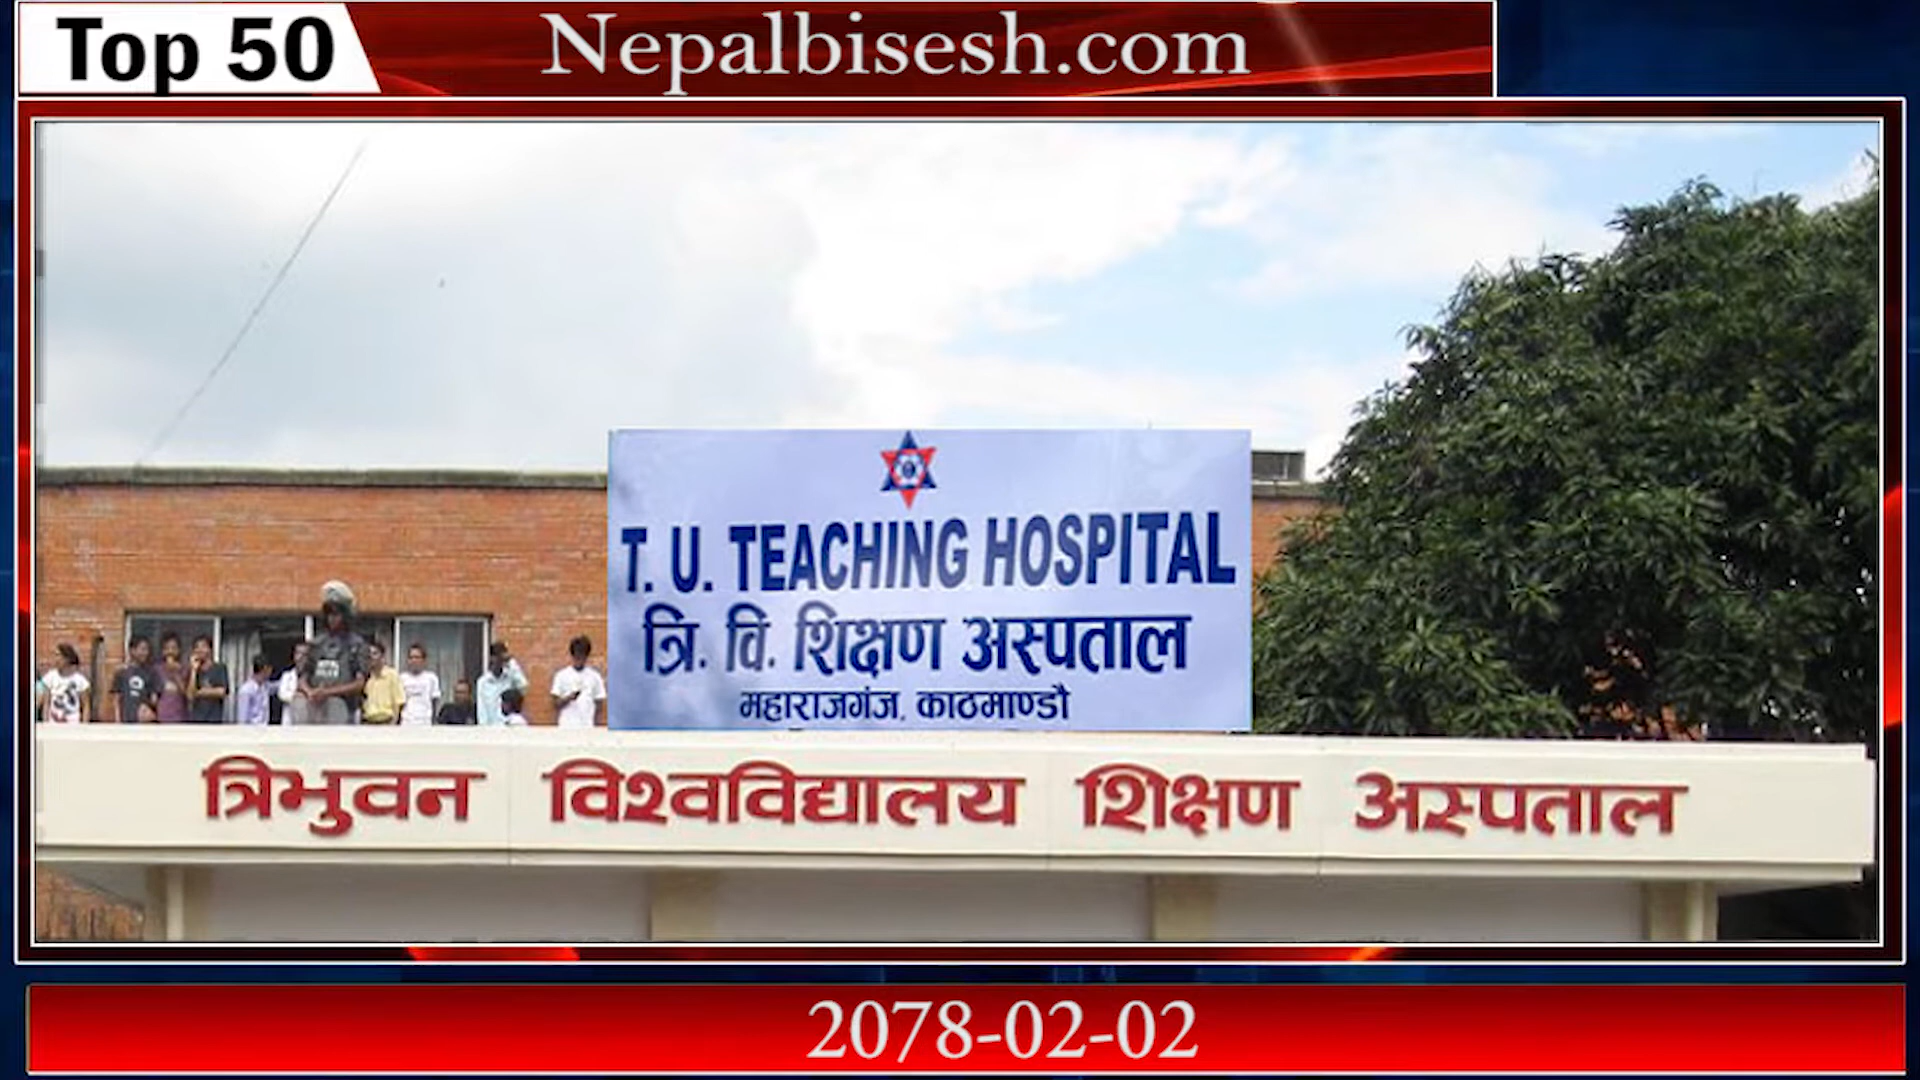 Top 50
Nepalbisesh.com
T. U. TEACHING HOSPITAL
त्रि. वि. शिक्षण अस्पताल
महाराजगंज, काठमाण्डौ
त्रिभुवन विश्वविद्यालय शिक्षण अस्पताल
2078-02-02